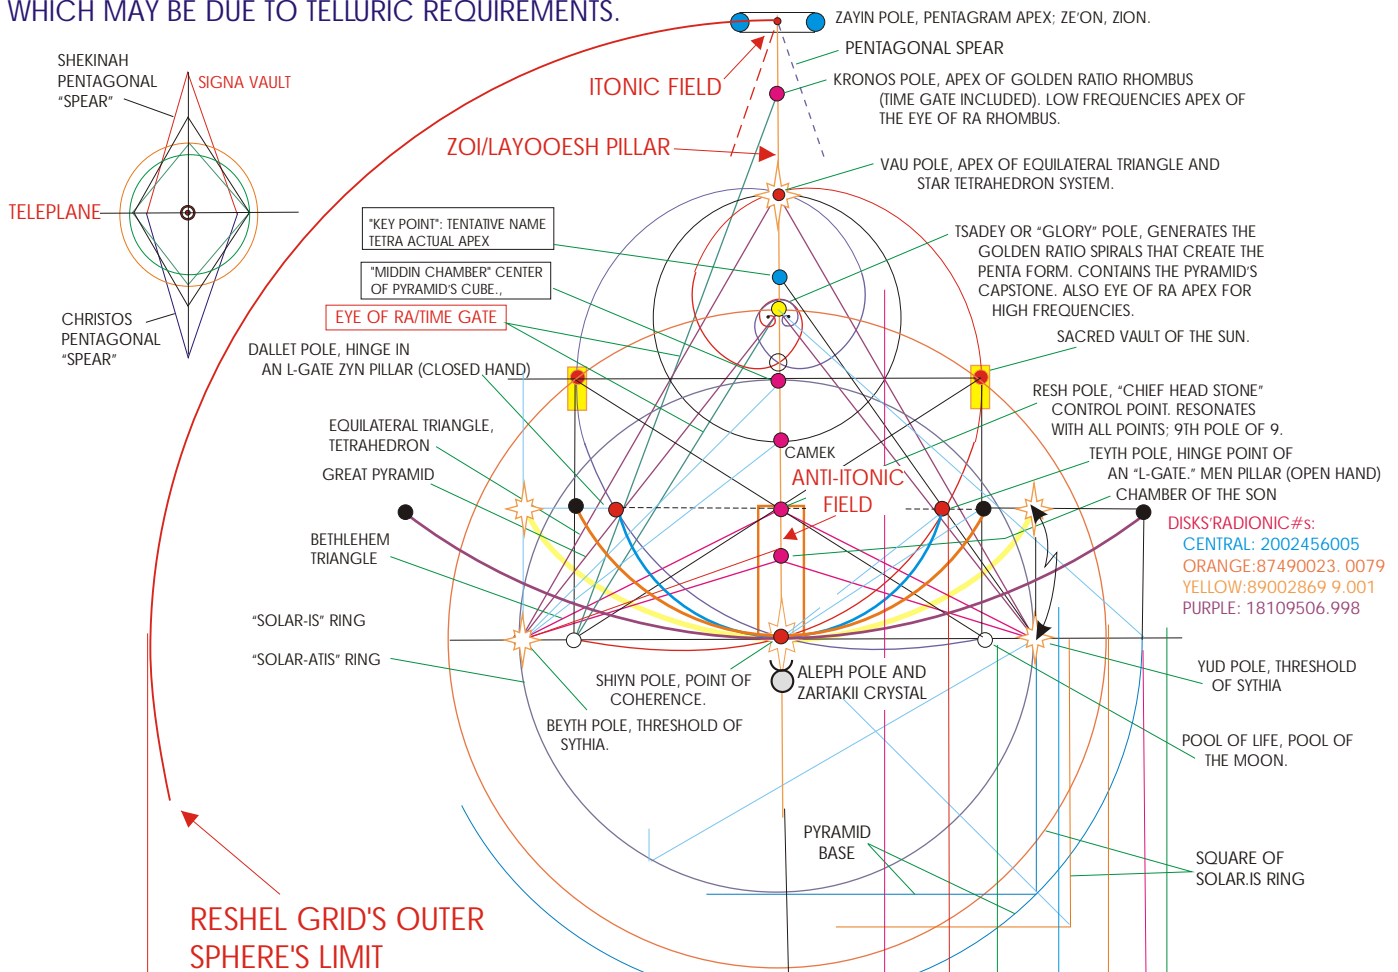 WHICH MAY BE DUE TO TELLURIC REQUIREMENTS.
SHEKINAH
PENTAGONAL
"SPEAR"
SIGNA VAULT
TELEPLANE
CHRISTOS
PENTAGONAL
"SPEAR"
ZAYIN POLE, PENTAGRAM APEX; ZE'ON, ZION.
PENTAGONAL SPEAR
ITONIC FIELD
KRONOS POLE, APEX OF GOLDEN RATIO RHOMBUS
(TIME GATE INCLUDED). LOW FREQUENCIES APEX OF
THE EYE OF RA RHOMBUS.
ZOI/LAYOOESH PILLAR
VAU POLE, APEX OF EQUILATERAL TRIANGLE AND
STAR TETRAHEDRON SYSTEM.
"KEY POINT": TENTATIVE NAME
TETRA ACTUAL APEX
TSADEY OR "GLORY" POLE, GENERATES THE
GOLDEN RATIO SPIRALS THAT CREATE THE
PENTA FORM. CONTAINS THE PYRAMID'S
CAPSTONE. ALSO EYE OF RA APEX FOR
HIGH FREQUENCIES.
"MIDDIN CHAMBER" CENTER
OF PYRAMID'S CUBE.,
EYE OF RA/TIME GATE
SACRED VAULT OF THE SUN.
DALLET POLE, HINGE IN
AN L-GATE ZYN PILLAR (CLOSED HAND)
RESH POLE, "CHIEF HEAD STONE"
CONTROL POINT. RESONATES
WITH ALL POINTS; 9TH POLE OF 9.
EQUILATERAL TRIANGLE,
TETRAHEDRON
CAMEK
TEYTH POLE, HINGE POINT OF
AN "L-GATE." MEN PILLAR (OPEN HAND)
GREAT PYRAMID
ANTI-ITONIC
FIELD
CHAMBER OF THE SON
BETHLEHEM
TRIANGLE
DISKS'RADIONIC#s:
CENTRAL: 2002456005
ORANGE:87490023. 0079
YELLOW:89002869 9.001
PURPLE: 18109506.998
"SOLAR-IS" RING
"SOLAR-ATIS" RING
SHIYN POLE, POINT OF
COHERENCE.
ALEPH POLE AND
ZARTAKII CRYSTAL
YUD POLE, THRESHOLD
OF SYTHIA
BEYTH POLE, THRESHOLD OF
SYTHIA.
POOL OF LIFE, POOL OF
THE MOON.
PYRAMID
BASE
SQUARE OF
SOLAR.IS RING
RESHEL GRID'S OUTER
SPHERE'S LIMIT